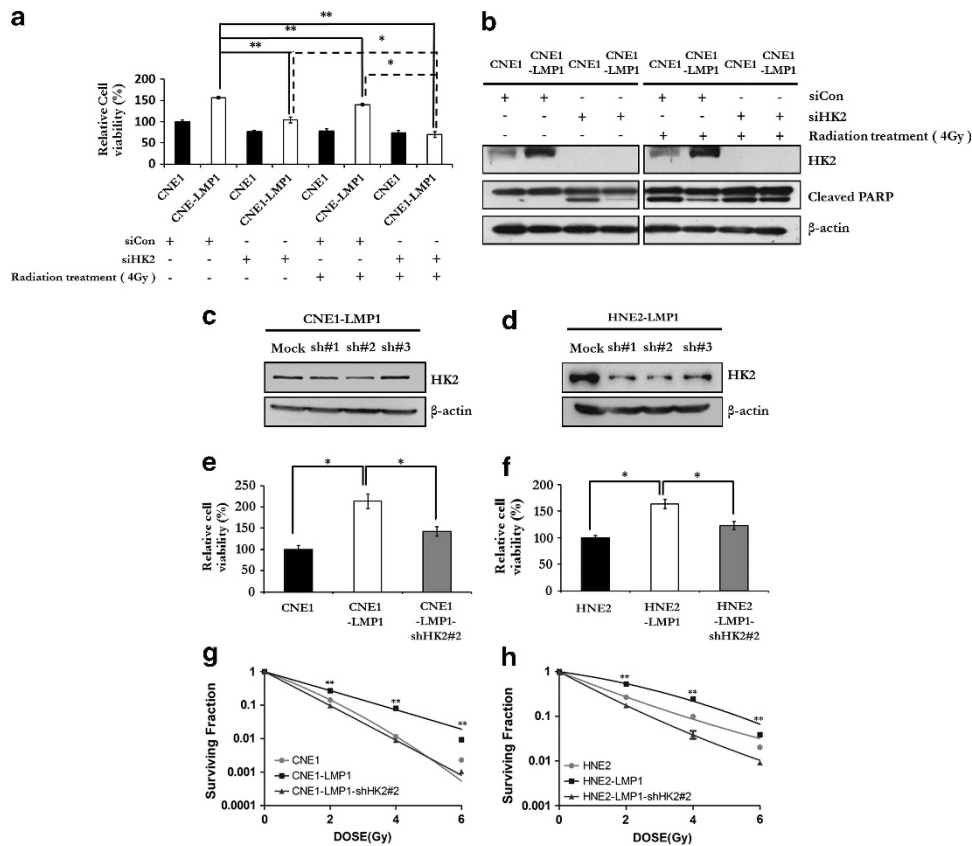 a
**
**
*
**
*
Relative Cell
viability (%)
200
150
100
50
0
CNE1
CNE-LMP1
CNE1
CNE1-LMP1
CNE1
CNE-LMP1
CNE1
CNE1-LMP1
siCon + + - - + + - -
siHK2 - - + + - - + +
Radiation treatment ( 4Gy) - - - - + + + +
b
CNE1 CNE1-LMP1 CNE1 CNE1-LMP1 CNE1 CNE1-LMP1 CNE1 CNE1-LMP1
siCon + + - - + + - -
siHK2 - - + + - - + +
Radiation treatment ( 4Gy) - - - - + + + +
HK2
Cleaved PARP
β-actin
c
CNE1-LMP1
Mock sh#1 sh#2 sh#3
HK2
β-actin
d
HNE2-LMP1
Mock sh#1 sh#2 sh#3
HK2
β-actin
e
* *
Relative cell
viability (%)
250
200
150
100
50
0
CNE1
CNE1
-LMP1
CNE1
-LMP1-
shHK2#2
f
* *
Relative cell
viability (%)
200
150
100
50
0
HNE2
HNE2
-LMP1
HNE2
-LMP1-
shHK2#2
g
Surviving Fraction
1
0.1
0.01
0.001
0.0001
** ** **
CNE1
CNE1-LMP1
CNE1-LMP1-shHK2#2
0 2 4 6
DOSE(Gy)
h
Surviving Fraction
1
0.1
0.01
0.001
** ** **
HNE2
HNE2-LMP1
HNE2-LMP1-shHK2#2
0 2 4 6
DOSE(Gy)